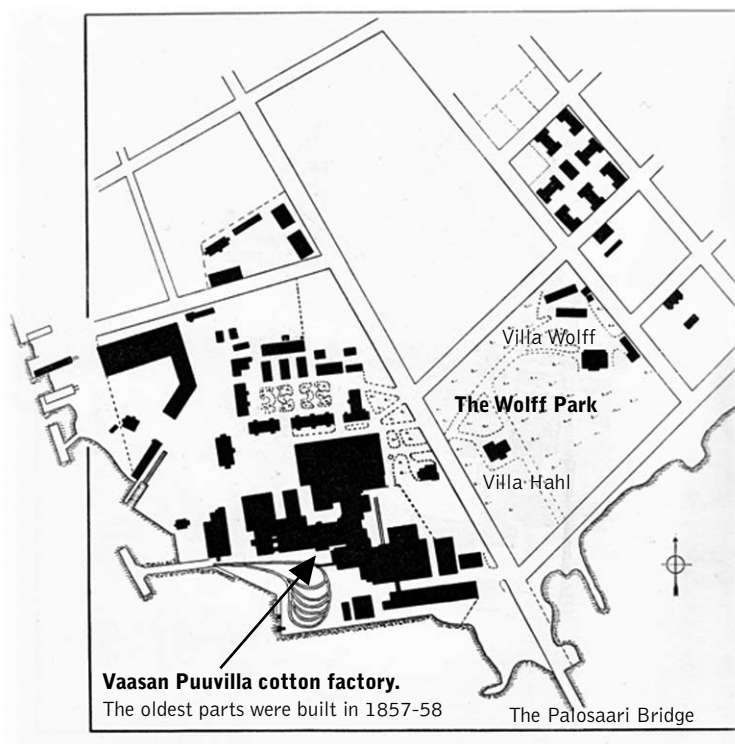 Villa Wolff
The Wolff Park
Villa Hahl
Vaasan Puuvilla cotton factory.
The oldest parts were built in 1857-58
The Palosaari Bridge